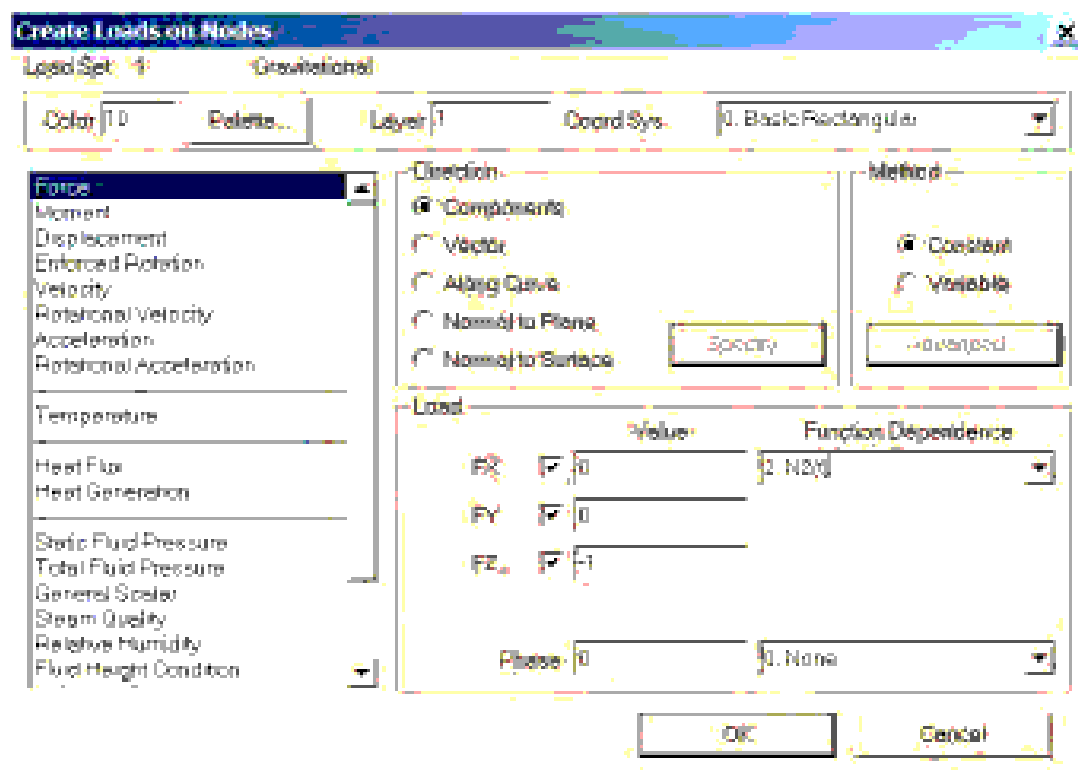 Create Loads on Nodes
Load Set 1 Gravitational
Color 10 Palette... Layer 1 Coord Sys 0. Basic Rectangular
Force
Moment
Displacement
Enforced Rotation
Velocity
Rotational Velocity
Acceleration
Rotational Acceleration
Temperature
Heat Flux
Heat Generation
Static Fluid Pressure
Total Fluid Pressure
General Scalar
Steam Quality
Relative Humidity
Fluid Height Condition
Direction
Components
Vector
Along Curve
Normal to Plane
Normal to Surface
Specify
Method
Constant
Variable
Advanced
Load
Value Function Dependence
FX 0 2. N2(t)
FY 0
FZ -1
Phase 0 0. None
OK Cancel